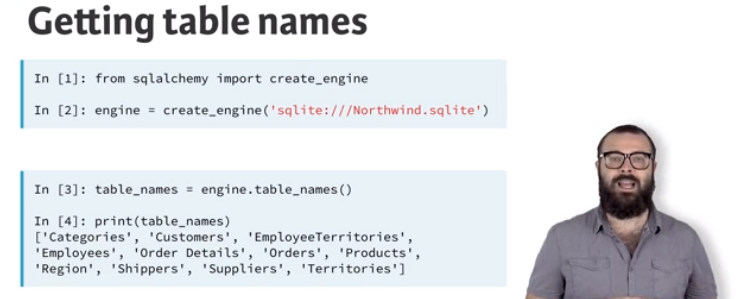 Getting table names
In [1]: from sqlalchemy import create_engine
In [2]: engine = create_engine('sqlite:///Northwind.sqlite')
In [3]: table_names = engine.table_names()
In [4]: print(table_names)
['Categories', 'Customers', 'EmployeeTerritories',
'Employees', 'Order Details', 'Orders', 'Products',
'Region', 'Shippers', 'Suppliers', 'Territories']